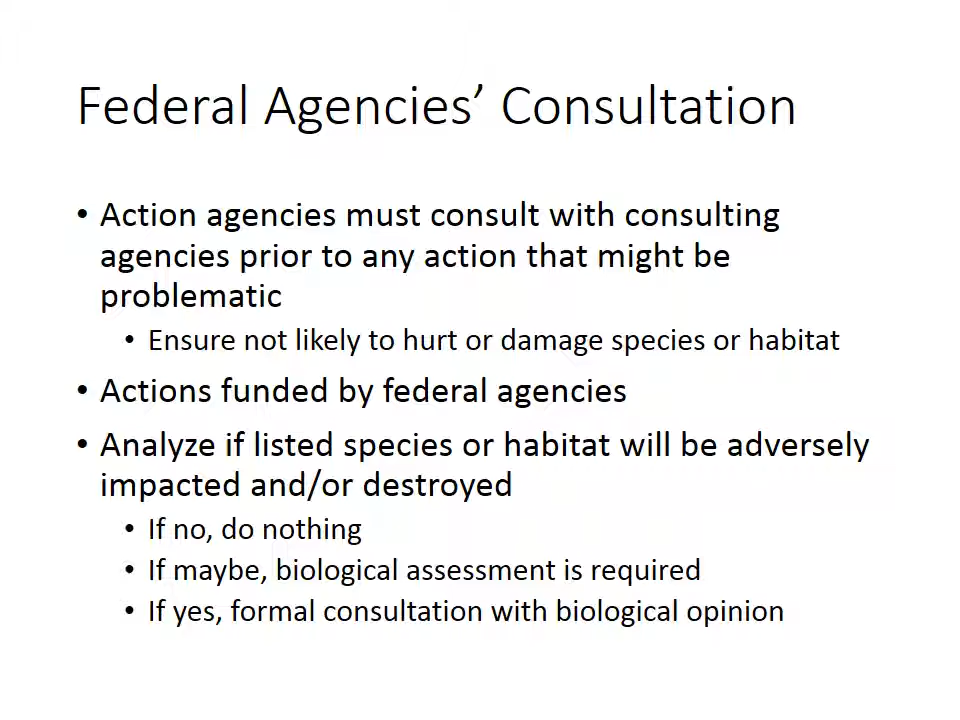 Federal Agencies’ Consultation
• Action agencies must consult with consulting
agencies prior to any action that might be
problematic
• Ensure not likely to hurt or damage species or habitat
• Actions funded by federal agencies
• Analyze if listed species or habitat will be adversely
impacted and/or destroyed
• If no, do nothing
• If maybe, biological assessment is required
• If yes, formal consultation with biological opinion